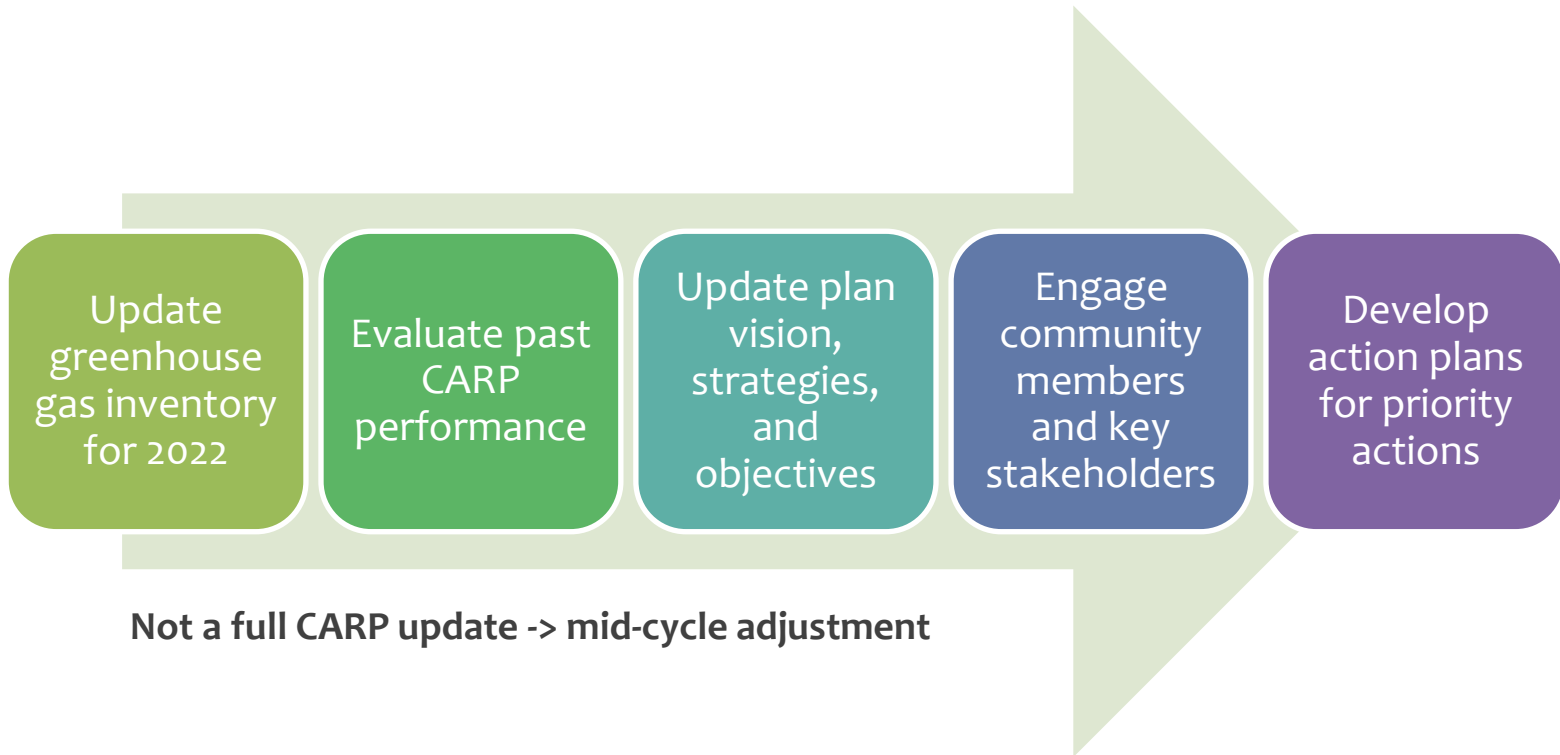 Update
greenhouse
gas inventory
for 2022
Evaluate past
CARP
performance
Update plan
vision,
strategies,
and
objectives
Engage
community
members
and key
stakeholders
Develop
action plans
for priority
actions
Not a full CARP update -> mid-cycle adjustment